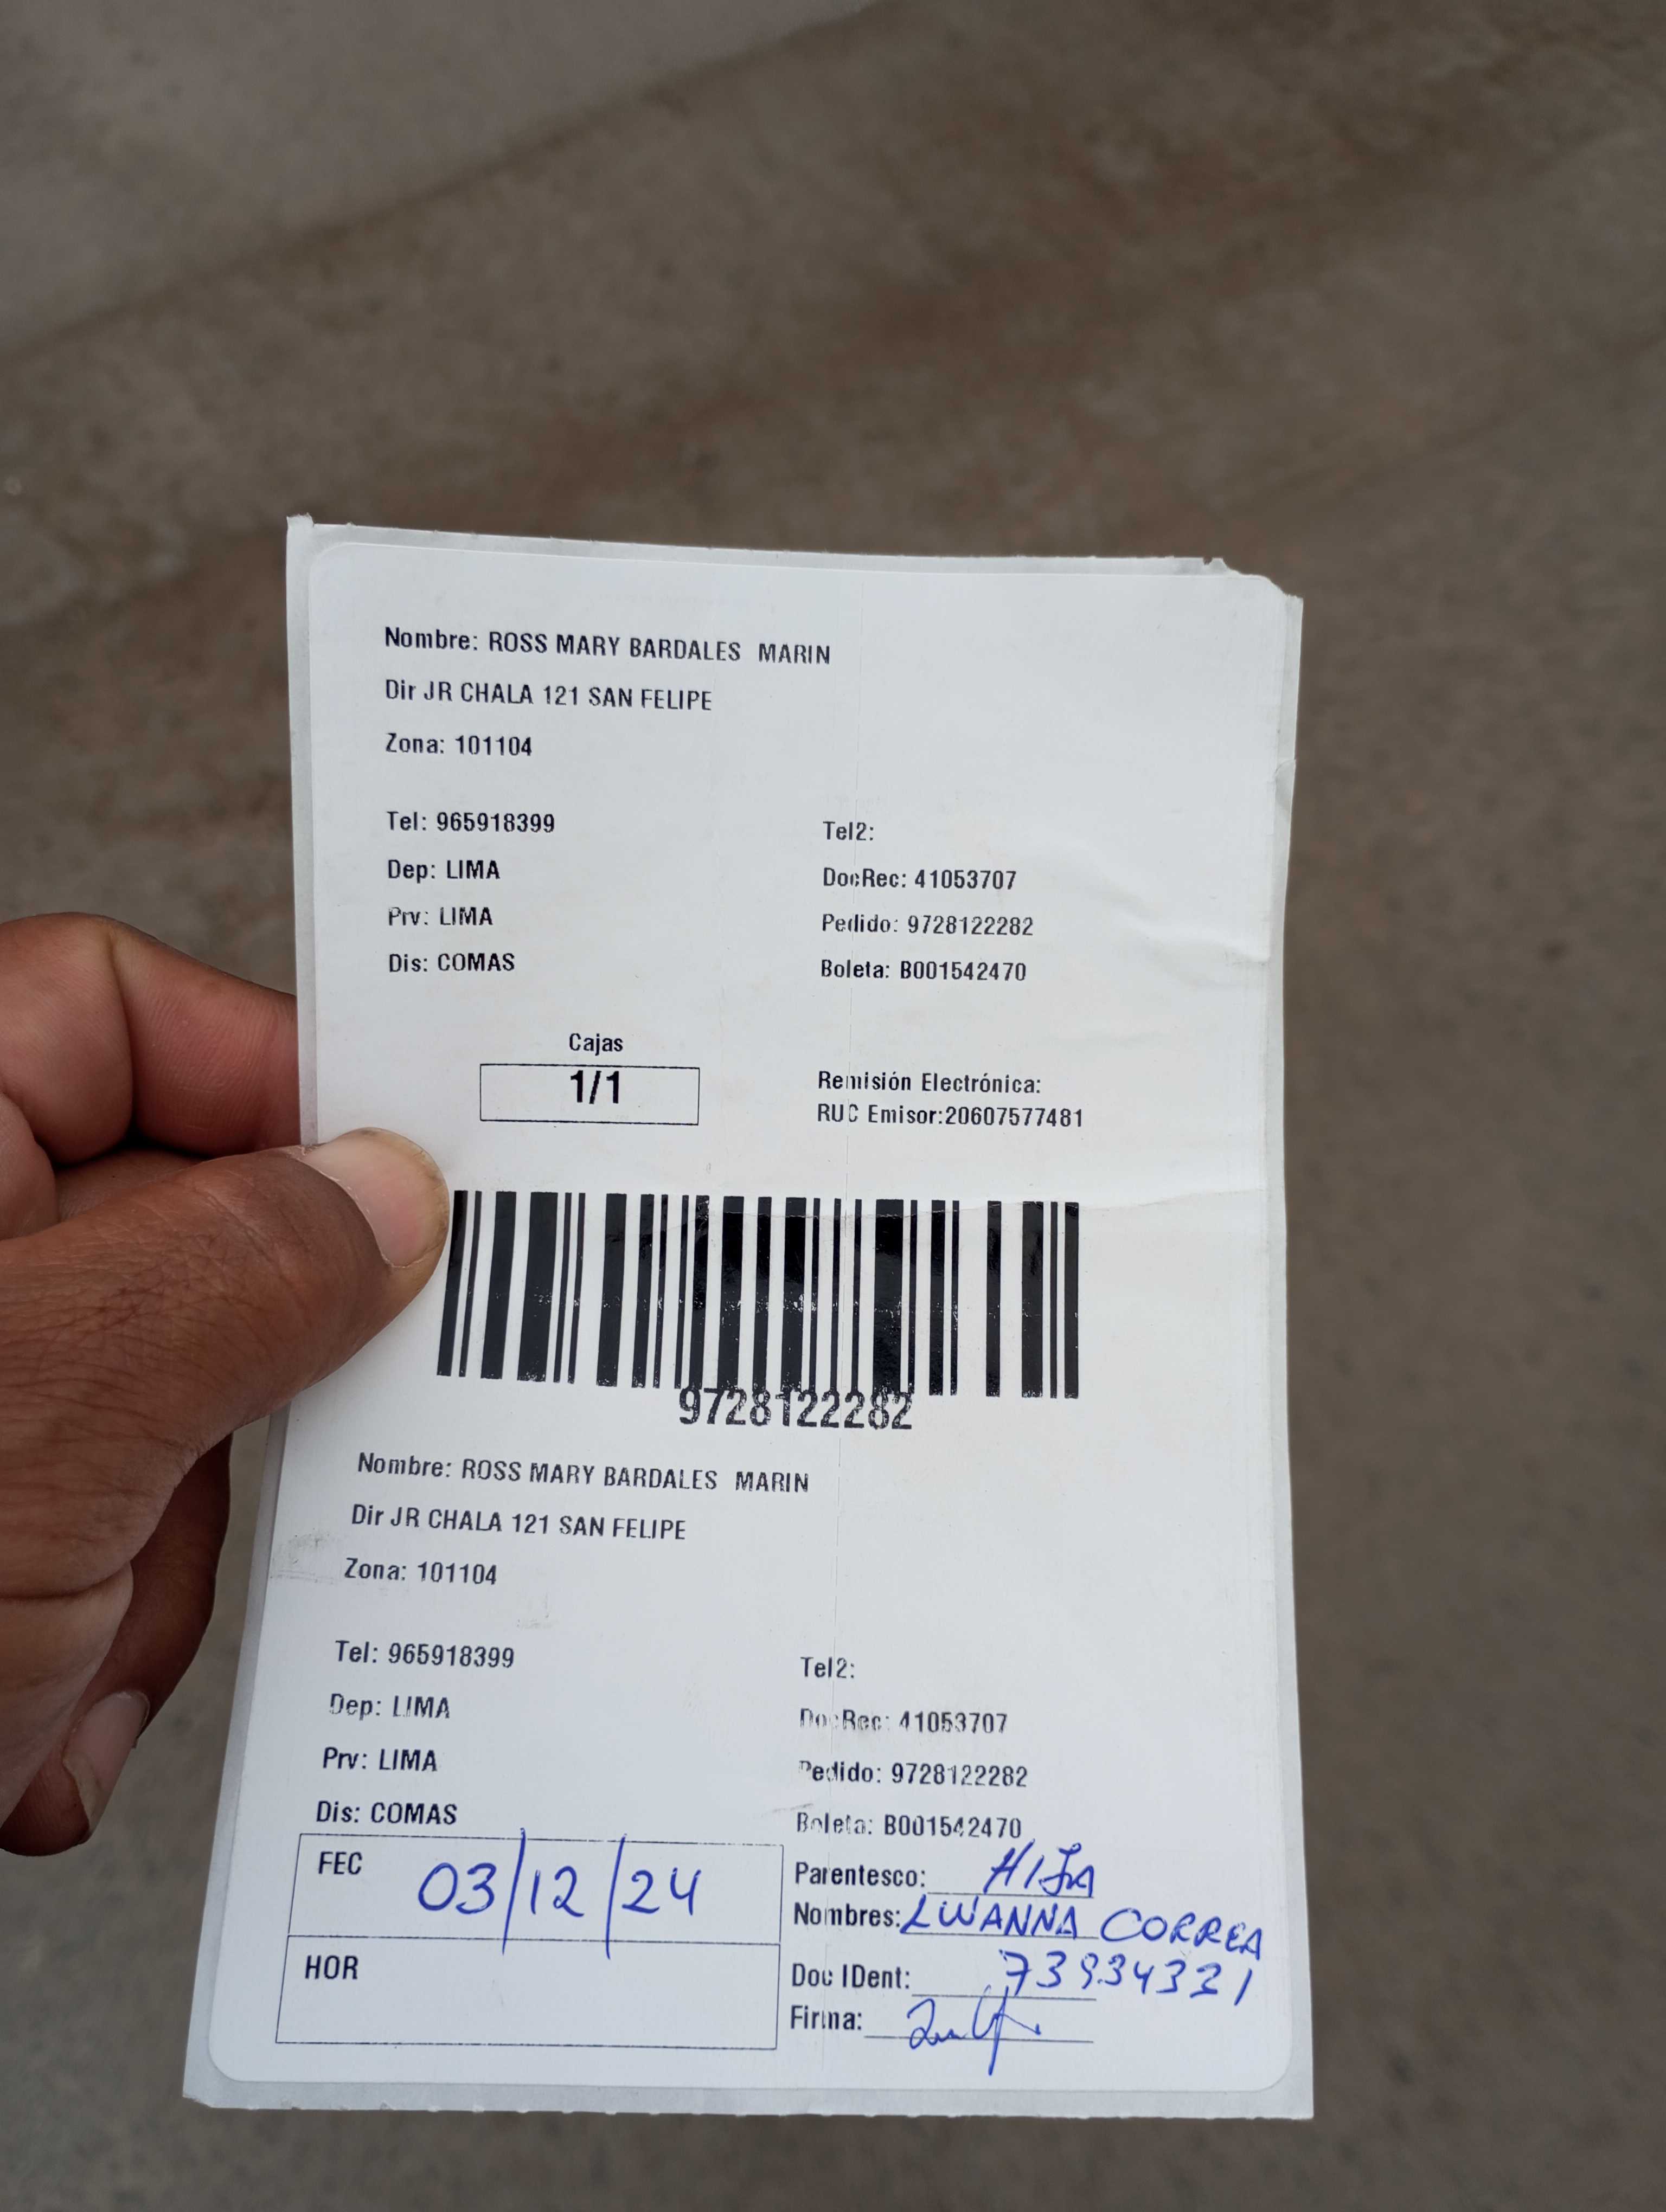 Nombre: ROSS MARY BARDALES MARIN
Dir JR CHALA 121 SAN FELIPE
Zona: 101104
Tel: 965918399
Tel2:
Dep: LIMA
DocRec: 41053707
Prv: LIMA
Pedido: 9728122282
Dis: COMAS
Boleta: B001542470
Cajas
1/1
Remisión Electrónica:
RUC Emisor:20607577481
9728122282
Nombre: ROSS MARY BARDALES MARIN
Dir JR CHALA 121 SAN FELIPE
Zona: 101104
Tel: 965918399
Tel2:
Dep: LIMA
DocRec: 41053707
Prv: LIMA
Pedido: 9728122282
Dis: COMAS
Boleta: B001542470
FEC 03/12/24
Parentesco: HIJA
Nombres: LUANNA CORREA
HOR
Doc IDent: 73934331
Firma: